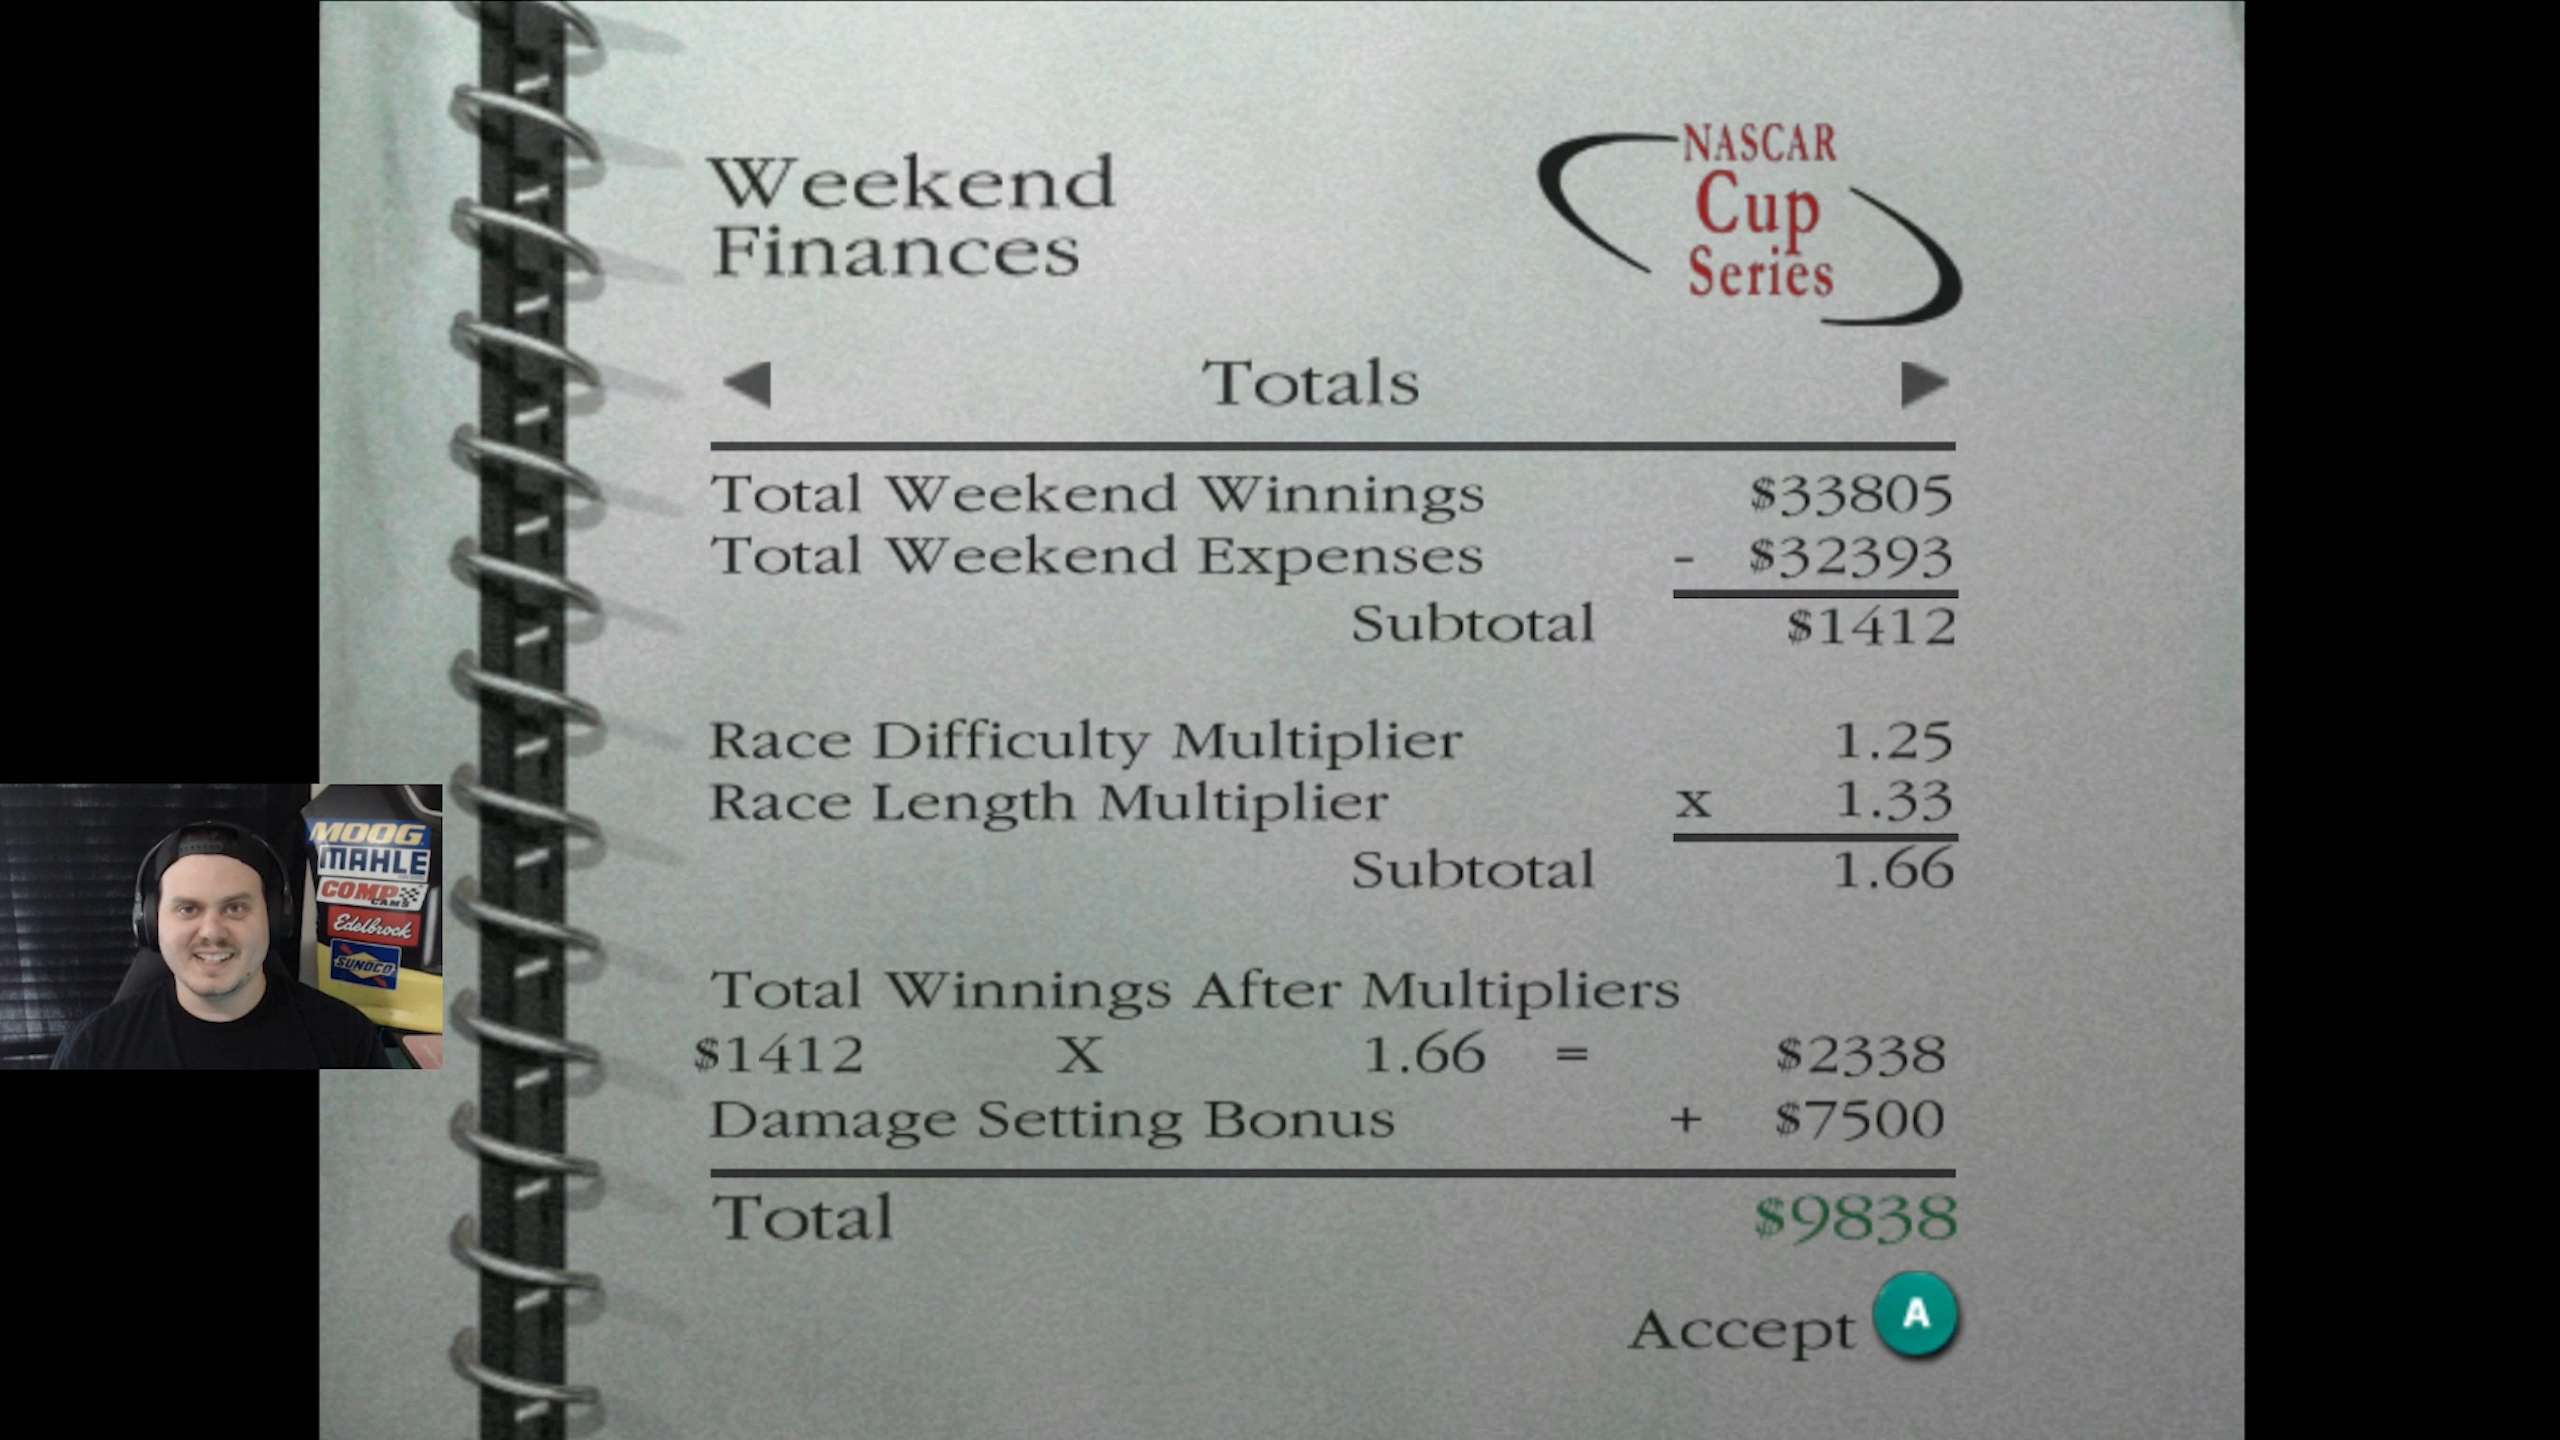 Weekend
Finances
NASCAR
Cup
Series
Totals
Total Weekend Winnings $33805
Total Weekend Expenses - $32393
Subtotal $1412
Race Difficulty Multiplier 1.25
Race Length Multiplier x 1.33
Subtotal 1.66
Total Winnings After Multipliers
$1412 X 1.66 = $2338
Damage Setting Bonus + $7500
Total $9838
Accept A
MOOG
MAHLE
COMP
CAMS
Edelbrock
SUNOCO